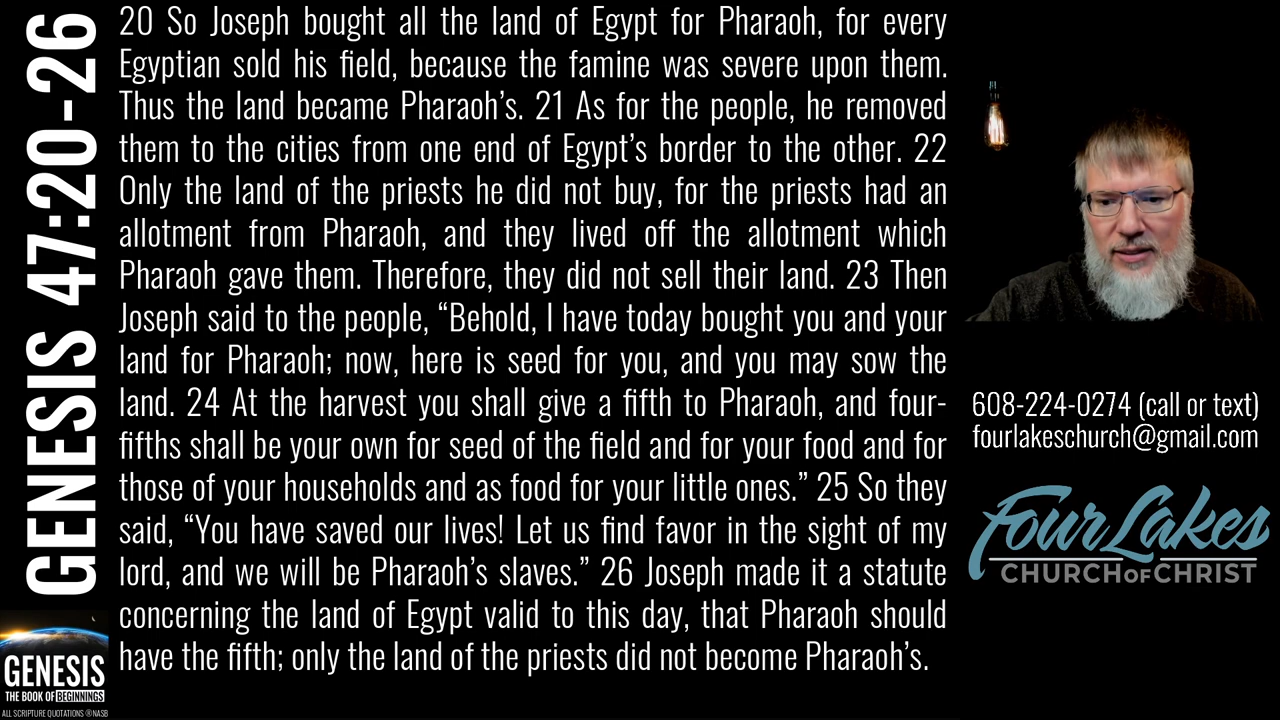 GENESIS 47:20-26
20 So Joseph bought all the land of Egypt for Pharaoh, for every
Egyptian sold his field, because the famine was severe upon them.
Thus the land became Pharaoh’s. 21 As for the people, he removed
them to the cities from one end of Egypt’s border to the other. 22
Only the land of the priests he did not buy, for the priests had an
allotment from Pharaoh, and they lived off the allotment which
Pharaoh gave them. Therefore, they did not sell their land. 23 Then
Joseph said to the people, “Behold, I have today bought you and your
land for Pharaoh; now, here is seed for you, and you may sow the
land. 24 At the harvest you shall give a fifth to Pharaoh, and four-
fifths shall be your own for seed of the field and for your food and for
those of your households and as food for your little ones.” 25 So they
said, “You have saved our lives! Let us find favor in the sight of my
lord, and we will be Pharaoh’s slaves.” 26 Joseph made it a statute
concerning the land of Egypt valid to this day, that Pharaoh should
have the fifth; only the land of the priests did not become Pharaoh’s.
608-224-0274 (call or text)
fourlakeschurch@gmail.com
Four Lakes
CHURCH OF CHRIST
GENESIS
THE BOOK OF BEGINNINGS
ALL SCRIPTURE QUOTATIONS ®NASB